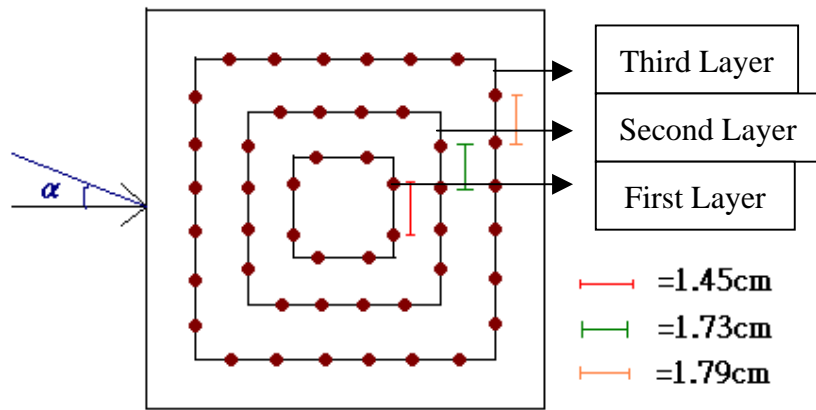 Third Layer
Second Layer
First Layer
α
=1.45cm
=1.73cm
=1.79cm